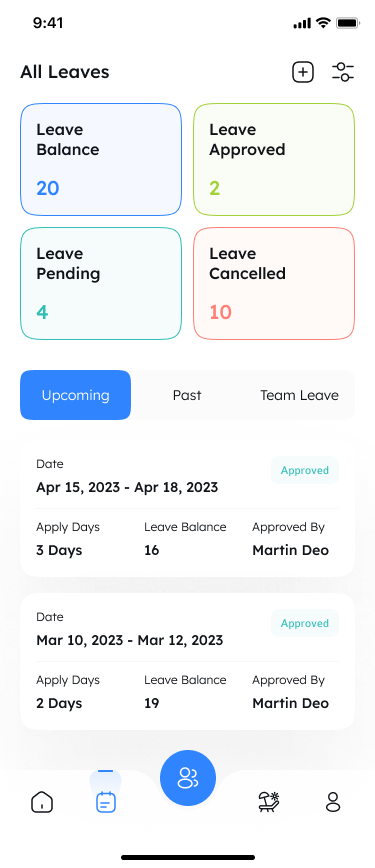 9:41
All Leaves
Leave
Balance
20
Leave
Approved
2
Leave
Pending
4
Leave
Cancelled
10
Upcoming
Past
Team Leave
Date
Approved
Apr 15, 2023 - Apr 18, 2023
Apply Days
Leave Balance
Approved By
3 Days
16
Martin Deo
Date
Approved
Mar 10, 2023 - Mar 12, 2023
Apply Days
Leave Balance
Approved By
2 Days
19
Martin Deo